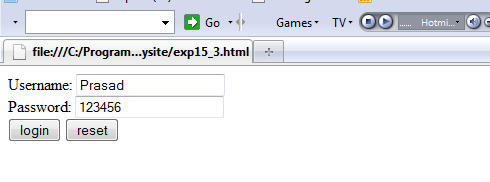 Go Games TV Hotmi...
file:///C:/Program...ysite/exp15_3.html
Username: Prasad
Password: 123456
login reset